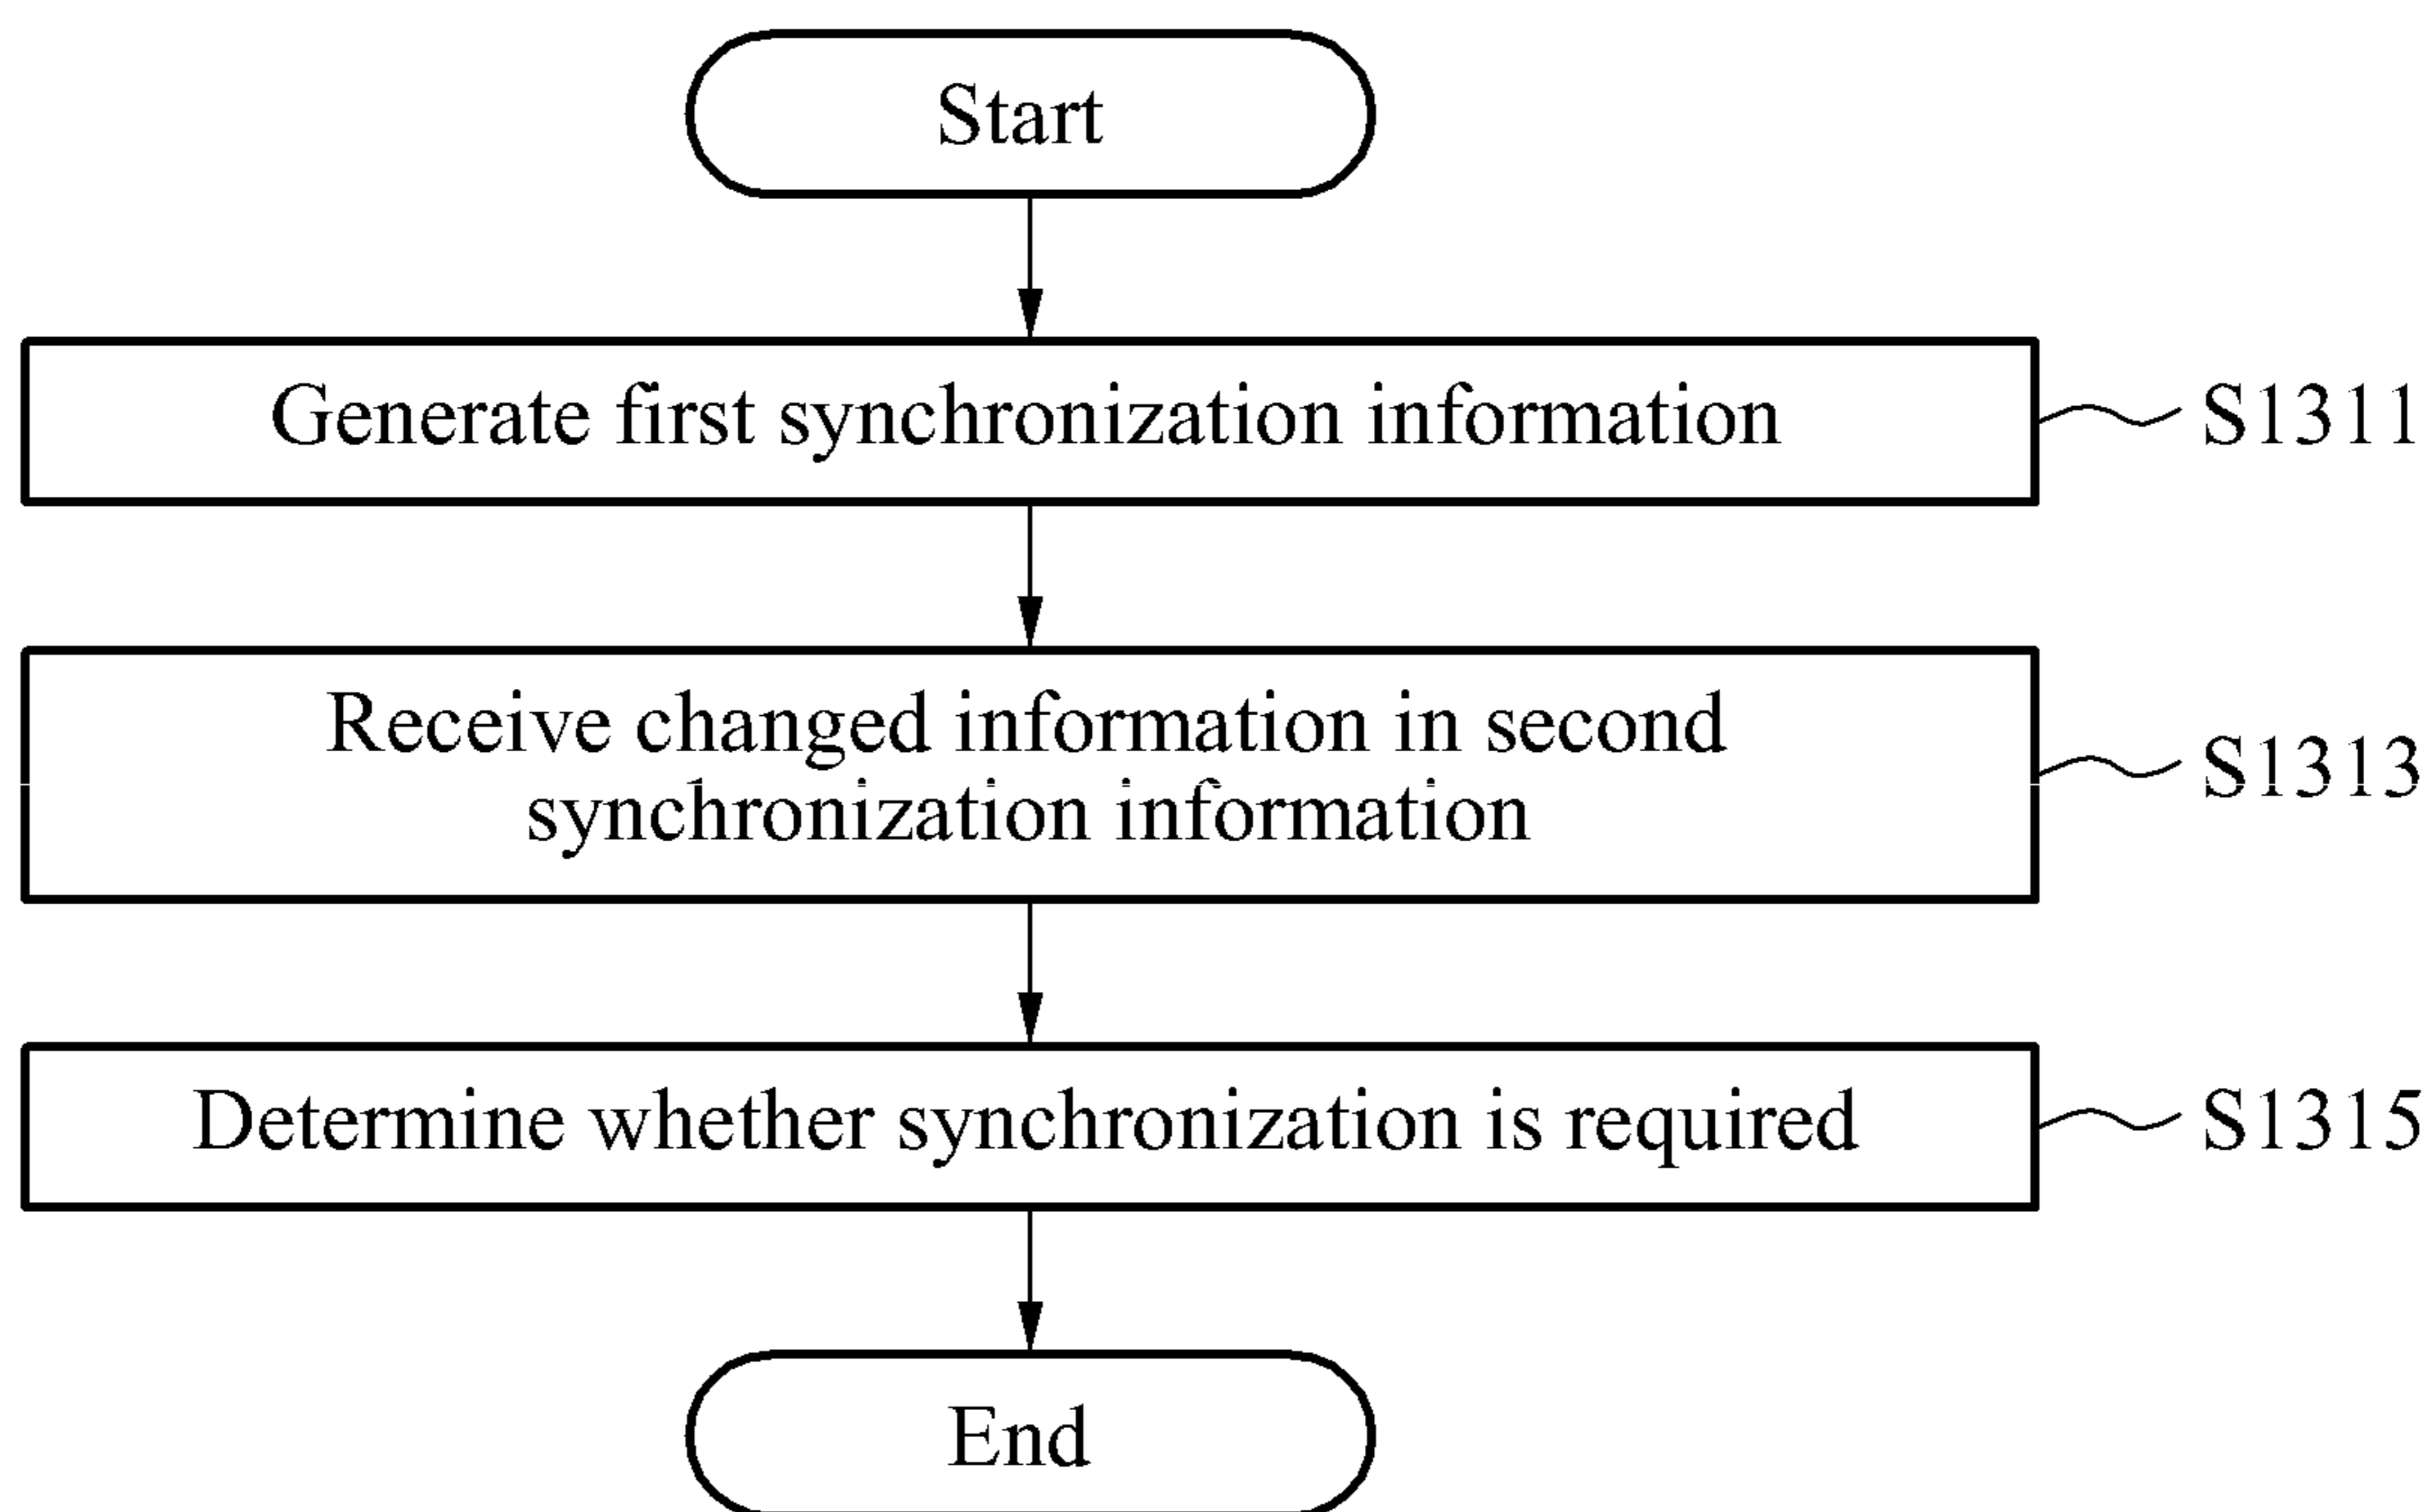 Start
Generate first synchronization information
S1311
Receive changed information in second
synchronization information
S1313
Determine whether synchronization is required
S1315
End